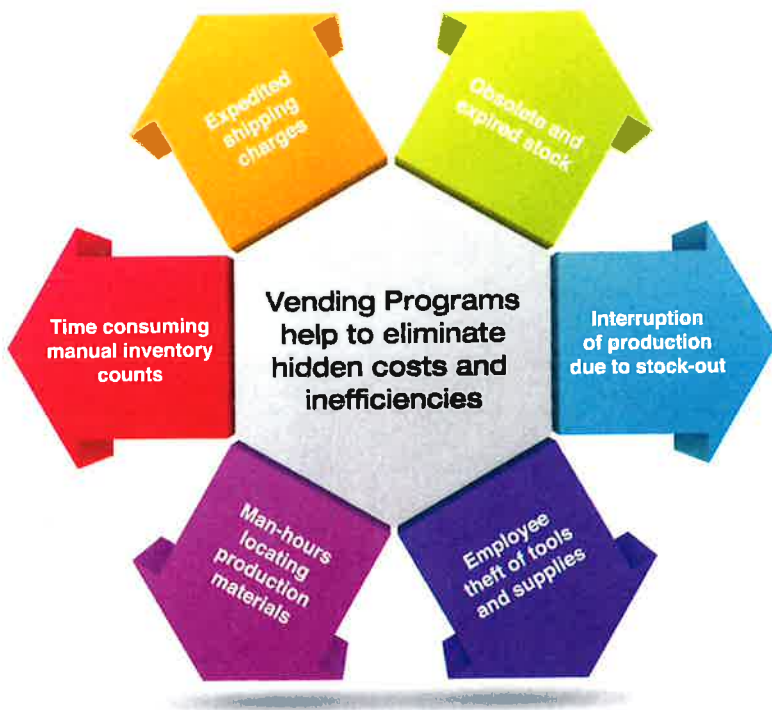 Expedited
shipping
charges
Obsolete and
expired stock
Time consuming
manual inventory
counts
Vending Programs
help to eliminate
hidden costs and
inefficiencies
Interruption
of production
due to stock-out
Man-hours
locating
production
materials
Employee
theft of tools
and supplies